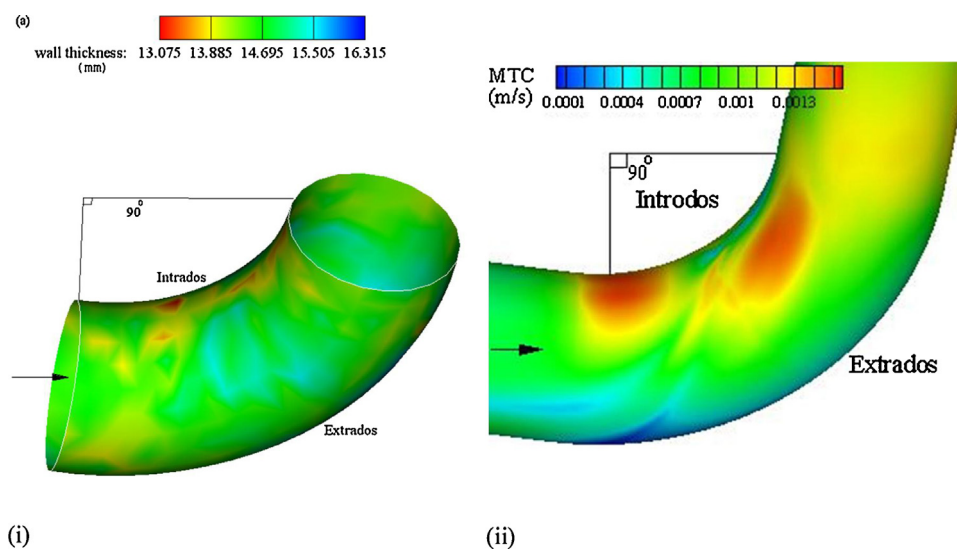 (a)
wall thickness: 13.075 13.885 14.695 15.505 16.315
(mm)
90°
Intrados
Extrados
(i)
MTC
(m/s)
0.0001 0.0004 0.0007 0.001 0.0013
90°
Introdos
Extrados
(ii)